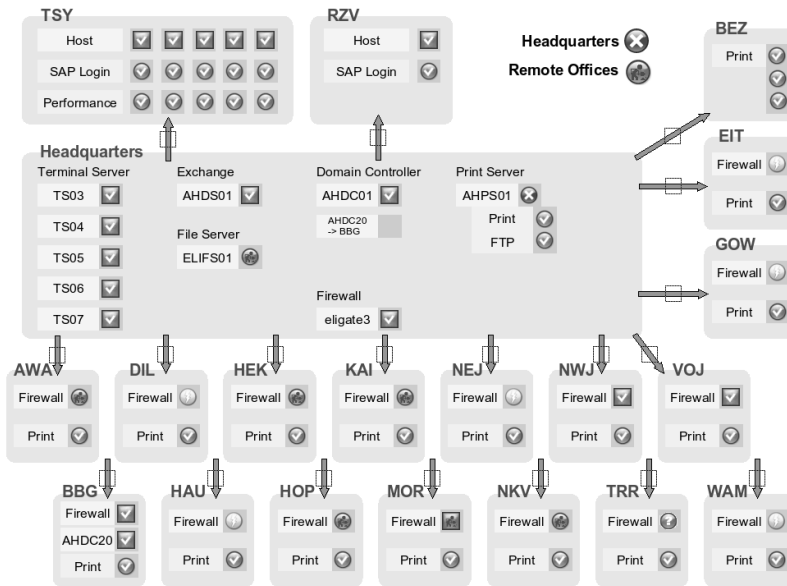 TSY
Host
SAP Login
Performance
RZV
Host
SAP Login
Headquarters
Remote Offices
BEZ
Print
EIT
Firewall
Print
GOW
Firewall
Print
Headquarters
Terminal Server
TS03
TS04
TS05
TS06
TS07
Exchange
AHDS01
File Server
ELIFS01
Domain Controller
AHDC01
AHDC20
-> BBG
Firewall
eligate3
Print Server
AHPS01
Print
FTP
AWA
Firewall
Print
DIL
Firewall
Print
HEK
Firewall
Print
KAI
Firewall
Print
NEJ
Firewall
Print
NWJ
Firewall
Print
VOJ
Firewall
Print
BBG
Firewall
AHDC20
Print
HAU
Firewall
Print
HOP
Firewall
Print
MOR
Firewall
Print
NKV
Firewall
Print
TRR
Firewall
?
Print
WAM
Firewall
Print